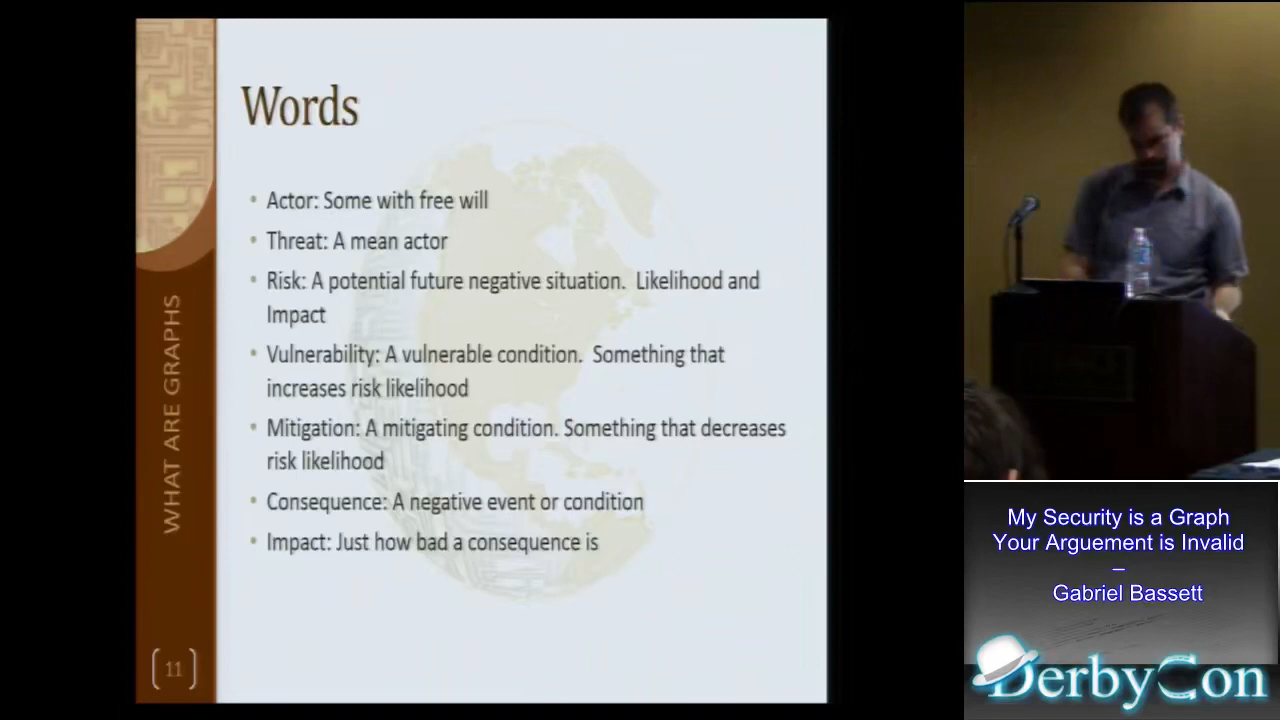 Words
• Actor: Some with free will
• Threat: A mean actor
• Risk: A potential future negative situation.  Likelihood and
Impact
• Vulnerability: A vulnerable condition.  Something that
increases risk likelihood
• Mitigation: A mitigating condition. Something that decreases
risk likelihood
• Consequence: A negative event or condition
• Impact: Just how bad a consequence is
WHAT ARE GRAPHS
11
My Security is a Graph
Your Arguement is Invalid
–
Gabriel Bassett
DerbyCon